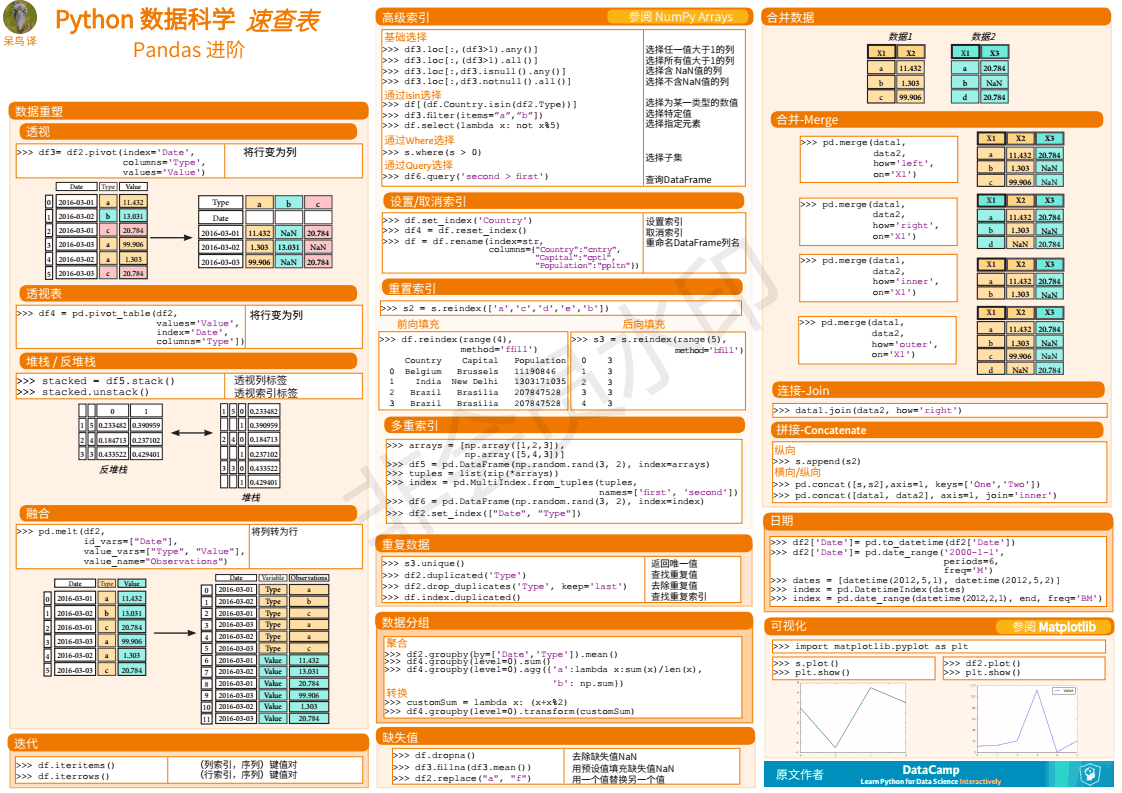 呆鸟 译
Python 数据科学 速查表
Pandas 进阶
数据重塑
透视
>>> df3= df2.pivot(index='Date',
columns='Type',
values='Value')
将行变为列
Date Type Value
0 2016-03-01 a 11.432
1 2016-03-02 b 13.031
2 2016-03-01 c 20.784
3 2016-03-03 a 99.906
4 2016-03-02 a 1.303
5 2016-03-03 c 20.784
Type a b c
Date
2016-03-01 11.432 NaN 20.784
2016-03-02 1.303 13.031 NaN
2016-03-03 99.906 NaN 20.784
透视表
>>> df4 = pd.pivot_table(df2,
values='Value',
index='Date',
columns='Type'])
将行变为列
堆栈 / 反堆栈
>>> stacked = df5.stack()
>>> stacked.unstack()
透视列标签
透视索引标签
0 1
1 5 0.233482 0.390959
2 4 0.184713 0.237102
3 3 0.433522 0.429401
反堆栈
1 5 0 0.233482
1 0.390959
2 4 0 0.184713
1 0.237102
3 3 0 0.433522
1 0.429401
堆栈
融合
>>> pd.melt(df2,
id_vars=["Date"],
value_vars=["Type", "Value"],
value_name="Observations")
将列转为行
Date Type Value
0 2016-03-01 a 11.432
1 2016-03-02 b 13.031
2 2016-03-01 c 20.784
3 2016-03-03 a 99.906
4 2016-03-02 a 1.303
5 2016-03-03 c 20.784
Date Variable Observations
0 2016-03-01 Type a
1 2016-03-02 Type b
2 2016-03-01 Type c
3 2016-03-03 Type a
4 2016-03-02 Type a
5 2016-03-03 Type c
6 2016-03-01 Value 11.432
7 2016-03-02 Value 13.031
8 2016-03-01 Value 20.784
9 2016-03-03 Value 99.906
10 2016-03-02 Value 1.303
11 2016-03-03 Value 20.784
迭代
>>> df.iteritems()
>>> df.iterrows()
(列索引，序列）键值对
(行索引，序列）键值对
高级索引
参阅 NumPy Arrays
基础选择
>>> df3.loc[:,(df3>1).any()] 选择任一值大于1的列
>>> df3.loc[:,(df3>1).all()] 选择所有值大于1的列
>>> df3.loc[:,df3.isnull().any()] 选择含 NaN值的列
>>> df3.loc[:,df3.notnull().all()] 选择不含NaN值的列
通过isin选择
>>> df[(df.Country.isin(df2.Type))] 选择为某一类型的数值
>>> df3.filter(items="a","b"]) 选择特定值
>>> df.select(lambda x: not x%5) 选择指定元素
通过Where选择
>>> s.where(s > 0) 选择子集
通过Query选择
>>> df6.query('second > first') 查询DataFrame
设置/取消索引
>>> df.set_index('Country') 设置索引
>>> df4 = df.reset_index() 取消索引
>>> df = df.rename(index=str, 重命名DataFrame列名
columns={"Country":"cntry",
"Capital":"cptl",
"Population":"ppltn"})
重置索引
>>> s2 = s.reindex(['a','c','d','e','b'])
前向填充
>>> df.reindex(range(4),
method='ffill')
Country Capital Population
0 Belgium Brussels 11190846
1 India New Delhi 1303171035
2 Brazil Brasilia 207847528
3 Brazil Brasilia 207847528
后向填充
>>> s3 = s.reindex(range(5),
method='bfill')
0 3
1 3
2 3
3 3
4 3
多重索引
>>> arrays = [np.array([1,2,3]),
np.array([5,4,3])]
>>> df5 = pd.DataFrame(np.random.rand(3, 2), index=arrays)
>>> tuples = list(zip(*arrays))
>>> index = pd.MultiIndex.from_tuples(tuples,
names=['first', 'second'])
>>> df6 = pd.DataFrame(np.random.rand(3, 2), index=index)
>>> df2.set_index(["Date", "Type"])
重复数据
>>> s3.unique() 返回唯一值
>>> df2.duplicated('Type') 查找重复值
>>> df2.drop_duplicates('Type', keep='last') 去除重复值
>>> df.index.duplicated() 查找重复索引
数据分组
聚合
>>> df2.groupby(by=['Date','Type']).mean()
>>> df4.groupby(level=0).sum()
>>> df4.groupby(level=0).agg({'a':lambda x:sum(x)/len(x),
'b': np.sum})
转换
>>> customSum = lambda x: (x+x%2)
>>> df4.groupby(level=0).transform(customSum)
缺失值
>>> df.dropna() 去除缺失值NaN
>>> df3.fillna(df3.mean()) 用预设值填充缺失值NaN
>>> df2.replace("a", "f") 用一个值替换另一个值
合并数据
数据1
X1 X2
a 11.432
b 1.303
c 99.906
数据2
X1 X3
a 20.784
b NaN
d 20.784
合并-Merge
>>> pd.merge(data1,
data2,
how='left',
on='X1')
X1 X2 X3
a 11.432 20.784
b 1.303 NaN
c 99.906 NaN
>>> pd.merge(data1,
data2,
how='right',
on='X1')
X1 X2 X3
a 11.432 20.784
b 1.303 NaN
d NaN 20.784
>>> pd.merge(data1,
data2,
how='inner',
on='X1')
X1 X2 X3
a 11.432 20.784
b 1.303 NaN
>>> pd.merge(data1,
data2,
how='outer',
on='X1')
X1 X2 X3
a 11.432 20.784
b 1.303 NaN
c 99.906 NaN
d NaN 20.784
连接-Join
>>> data1.join(data2, how='right')
拼接-Concatenate
纵向
>>> s.append(s2)
横向/纵向
>>> pd.concat([s,s2],axis=1, keys=['One','Two'])
>>> pd.concat([data1, data2], axis=1, join='inner')
日期
>>> df2['Date']= pd.to_datetime(df2['Date'])
>>> df2['Date']= pd.date_range('2000-1-1',
periods=6,
freq='M')
>>> dates = [datetime(2012,5,1), datetime(2012,5,2)]
>>> index = pd.DatetimeIndex(dates)
>>> index = pd.date_range(datetime(2012,2,1), end, freq='BM')
可视化
参阅 Matplotlib
>>> import matplotlib.pyplot as plt
>>> s.plot()
>>> plt.show()
>>> df2.plot()
>>> plt.show()
Value
原文作者
DataCamp
Learn Python for Data Science Interactively
非会员水印